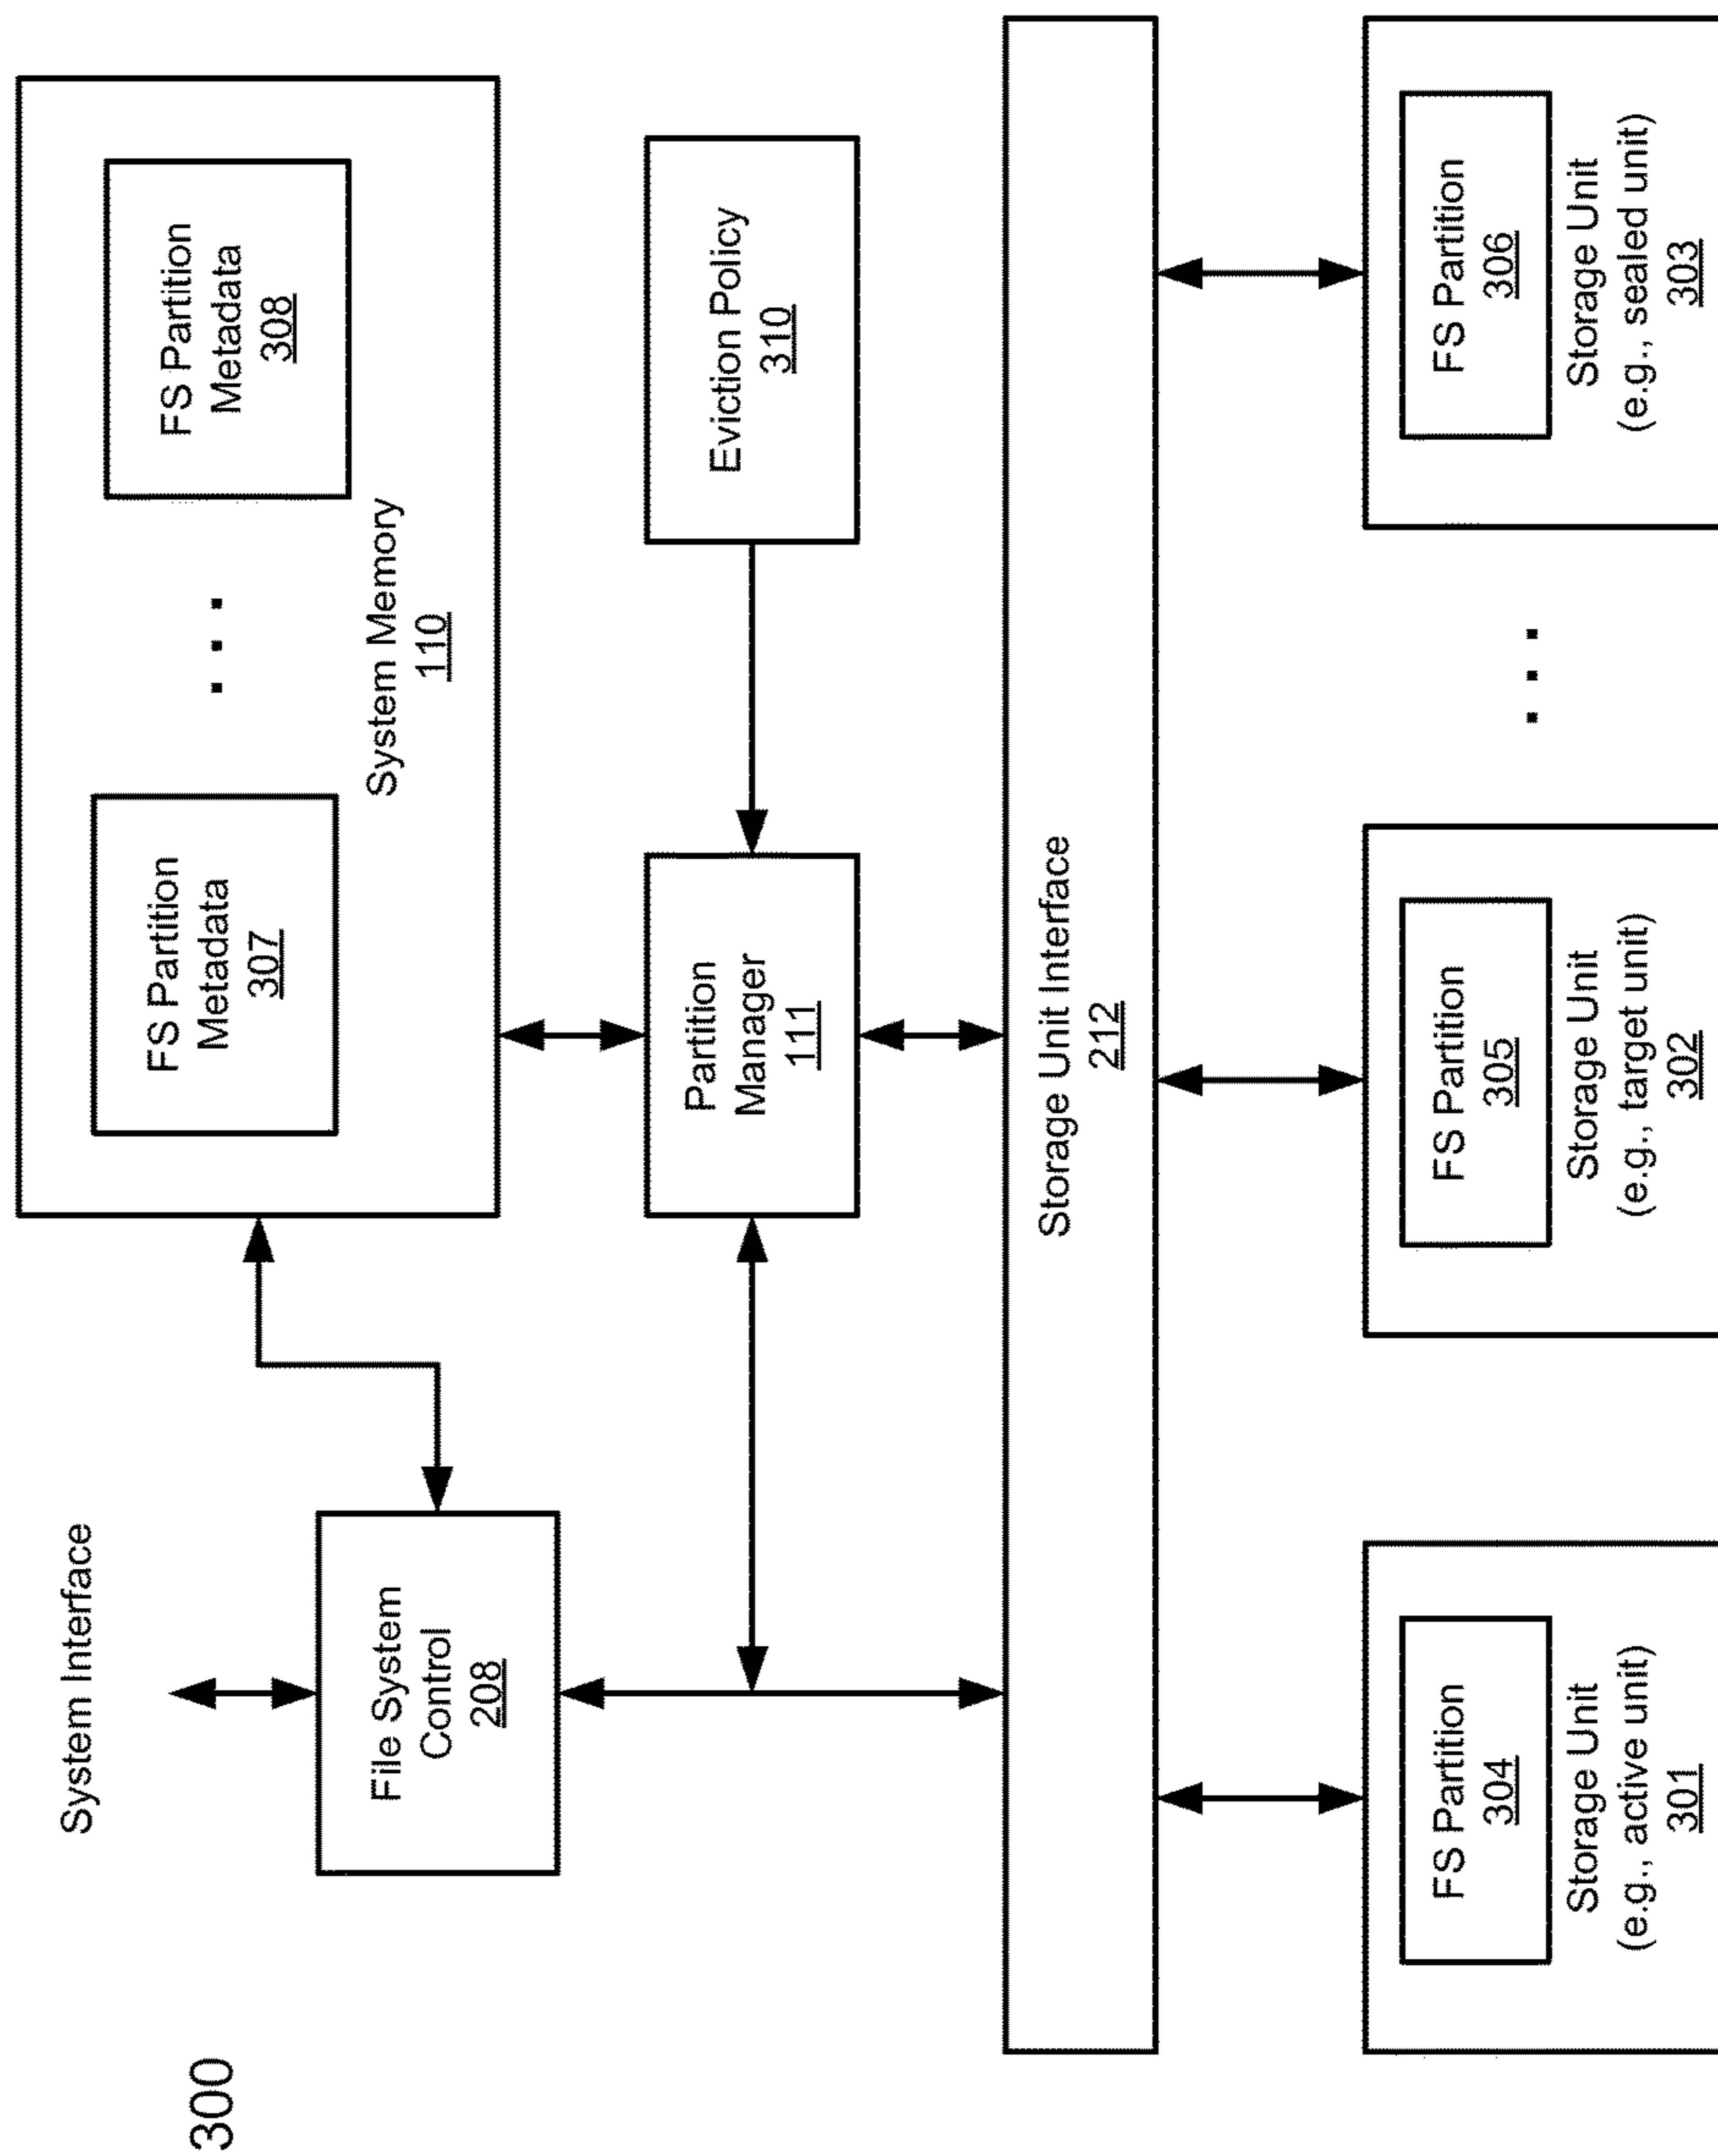 300
System Interface
File System
Control
208
FS Partition
Metadata
307
. . .
FS Partition
Metadata
308
System Memory
110
Partition
Manager
111
Eviction Policy
310
Storage Unit Interface
212
FS Partition
304
Storage Unit
(e.g., active unit)
301
FS Partition
305
Storage Unit
(e.g., target unit)
302
. . .
FS Partition
306
Storage Unit
(e.g., sealed unit)
303